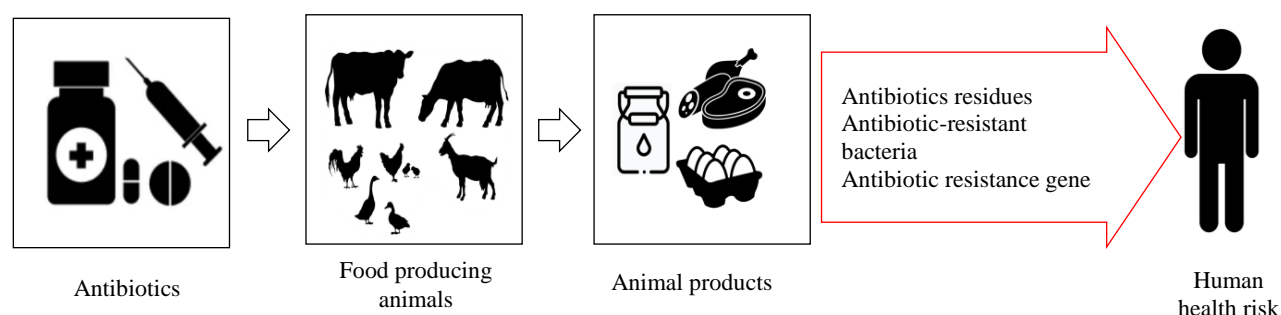 Antibiotics residues
Antibiotic-resistant
bacteria
Antibiotic resistance gene
Antibiotics
Food producing
animals
Animal products
Human
health risk